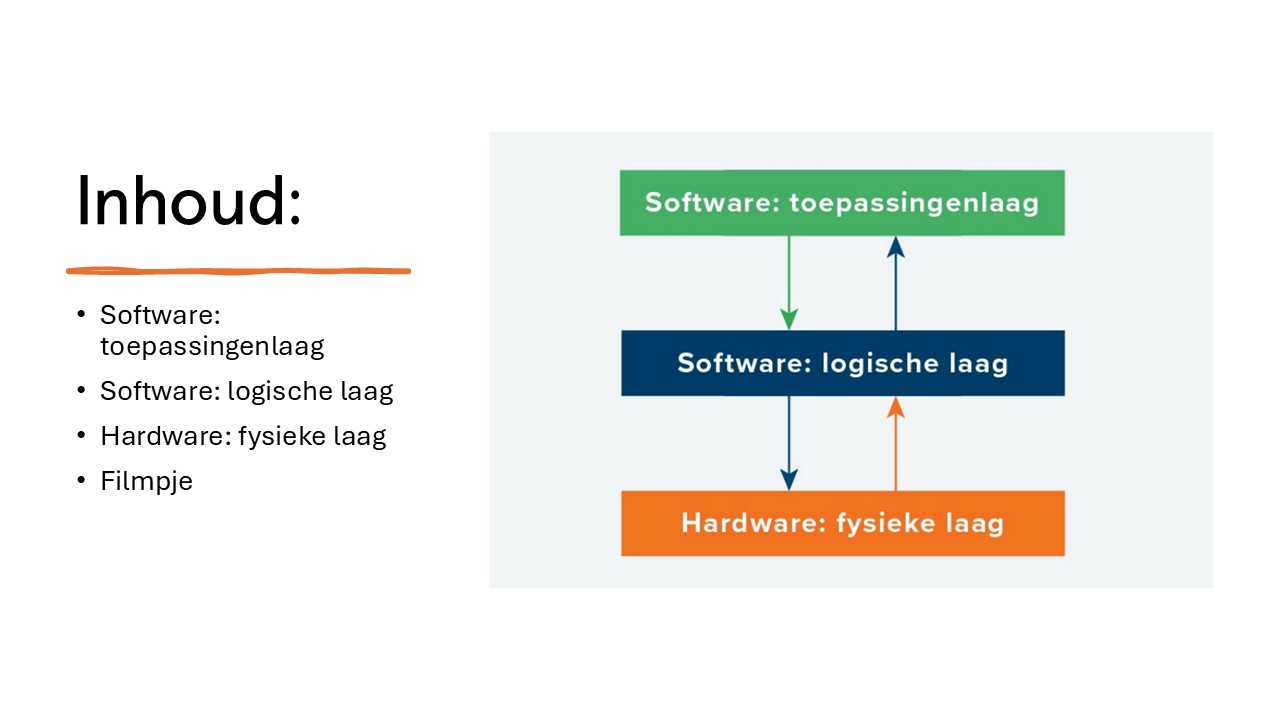 Inhoud:
• Software:
toepassingenlaag
• Software: logische laag
• Hardware: fysieke laag
• Filmpje
Software: toepassingenlaag
Software: logische laag
Hardware: fysieke laag